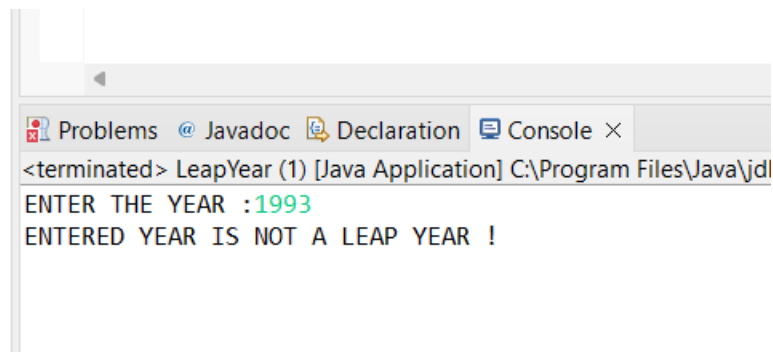 Problems @ Javadoc Declaration Console
<terminated> LeapYear (1) [Java Application] C:\Program Files\Java\jd
ENTER THE YEAR :1993
ENTERED YEAR IS NOT A LEAP YEAR !